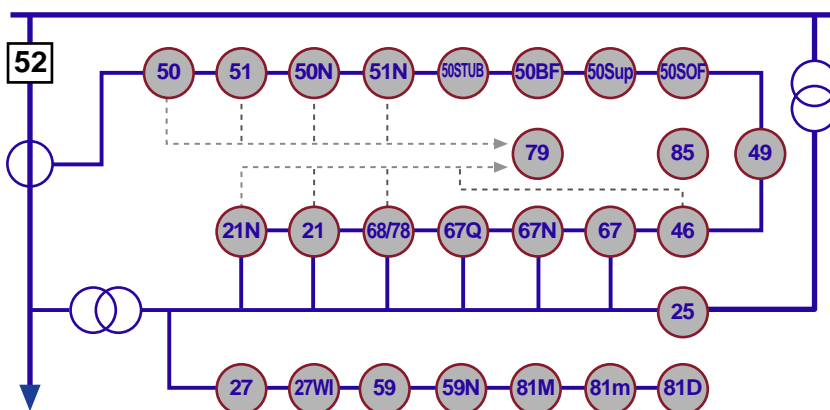 52
50 51 50N 51N 50STUB 50BF 50Sup 50SOF
79 85 49
21N 21 68/78 67Q 67N 67 46
25
27 27WI 59 59N 81M 81m 81D